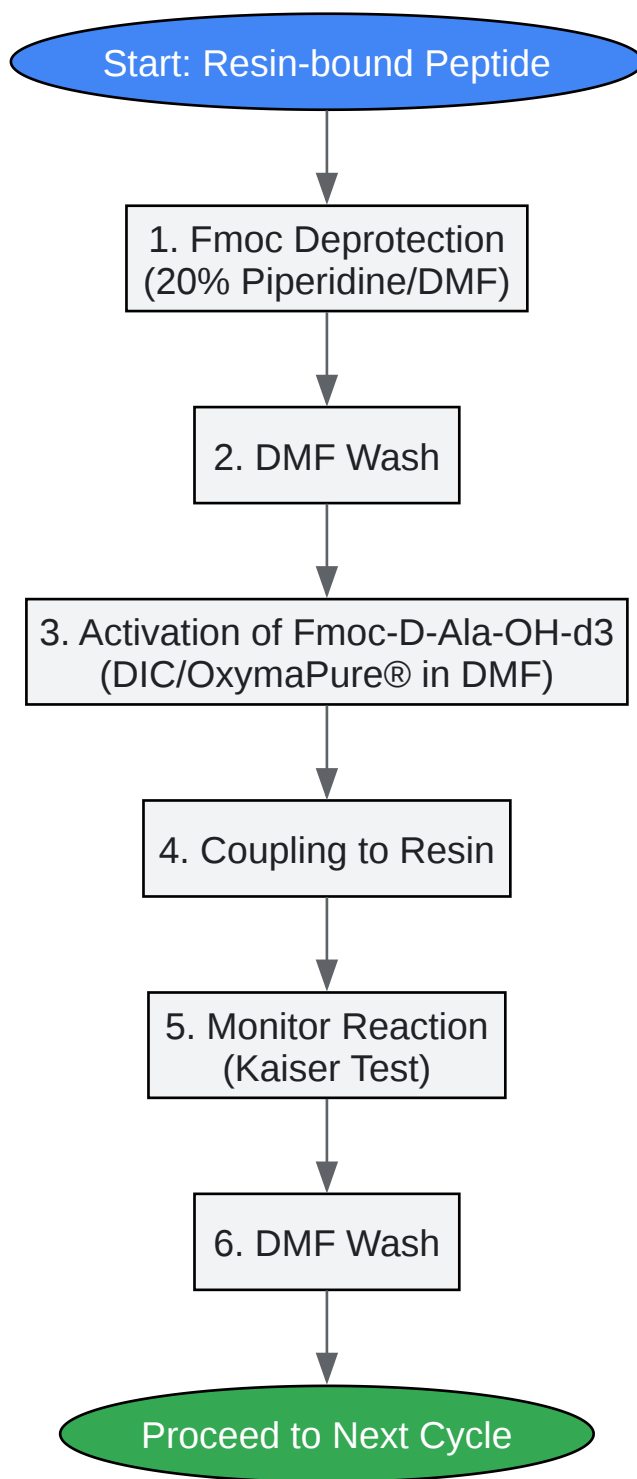 Start: Resin-bound Peptide
1. Fmoc Deprotection
(20% Piperidine/DMF)
2. DMF Wash
3. Activation of Fmoc-D-Ala-OH-d3
(DIC/OxymaPure® in DMF)
4. Coupling to Resin
5. Monitor Reaction
(Kaiser Test)
6. DMF Wash
Proceed to Next Cycle